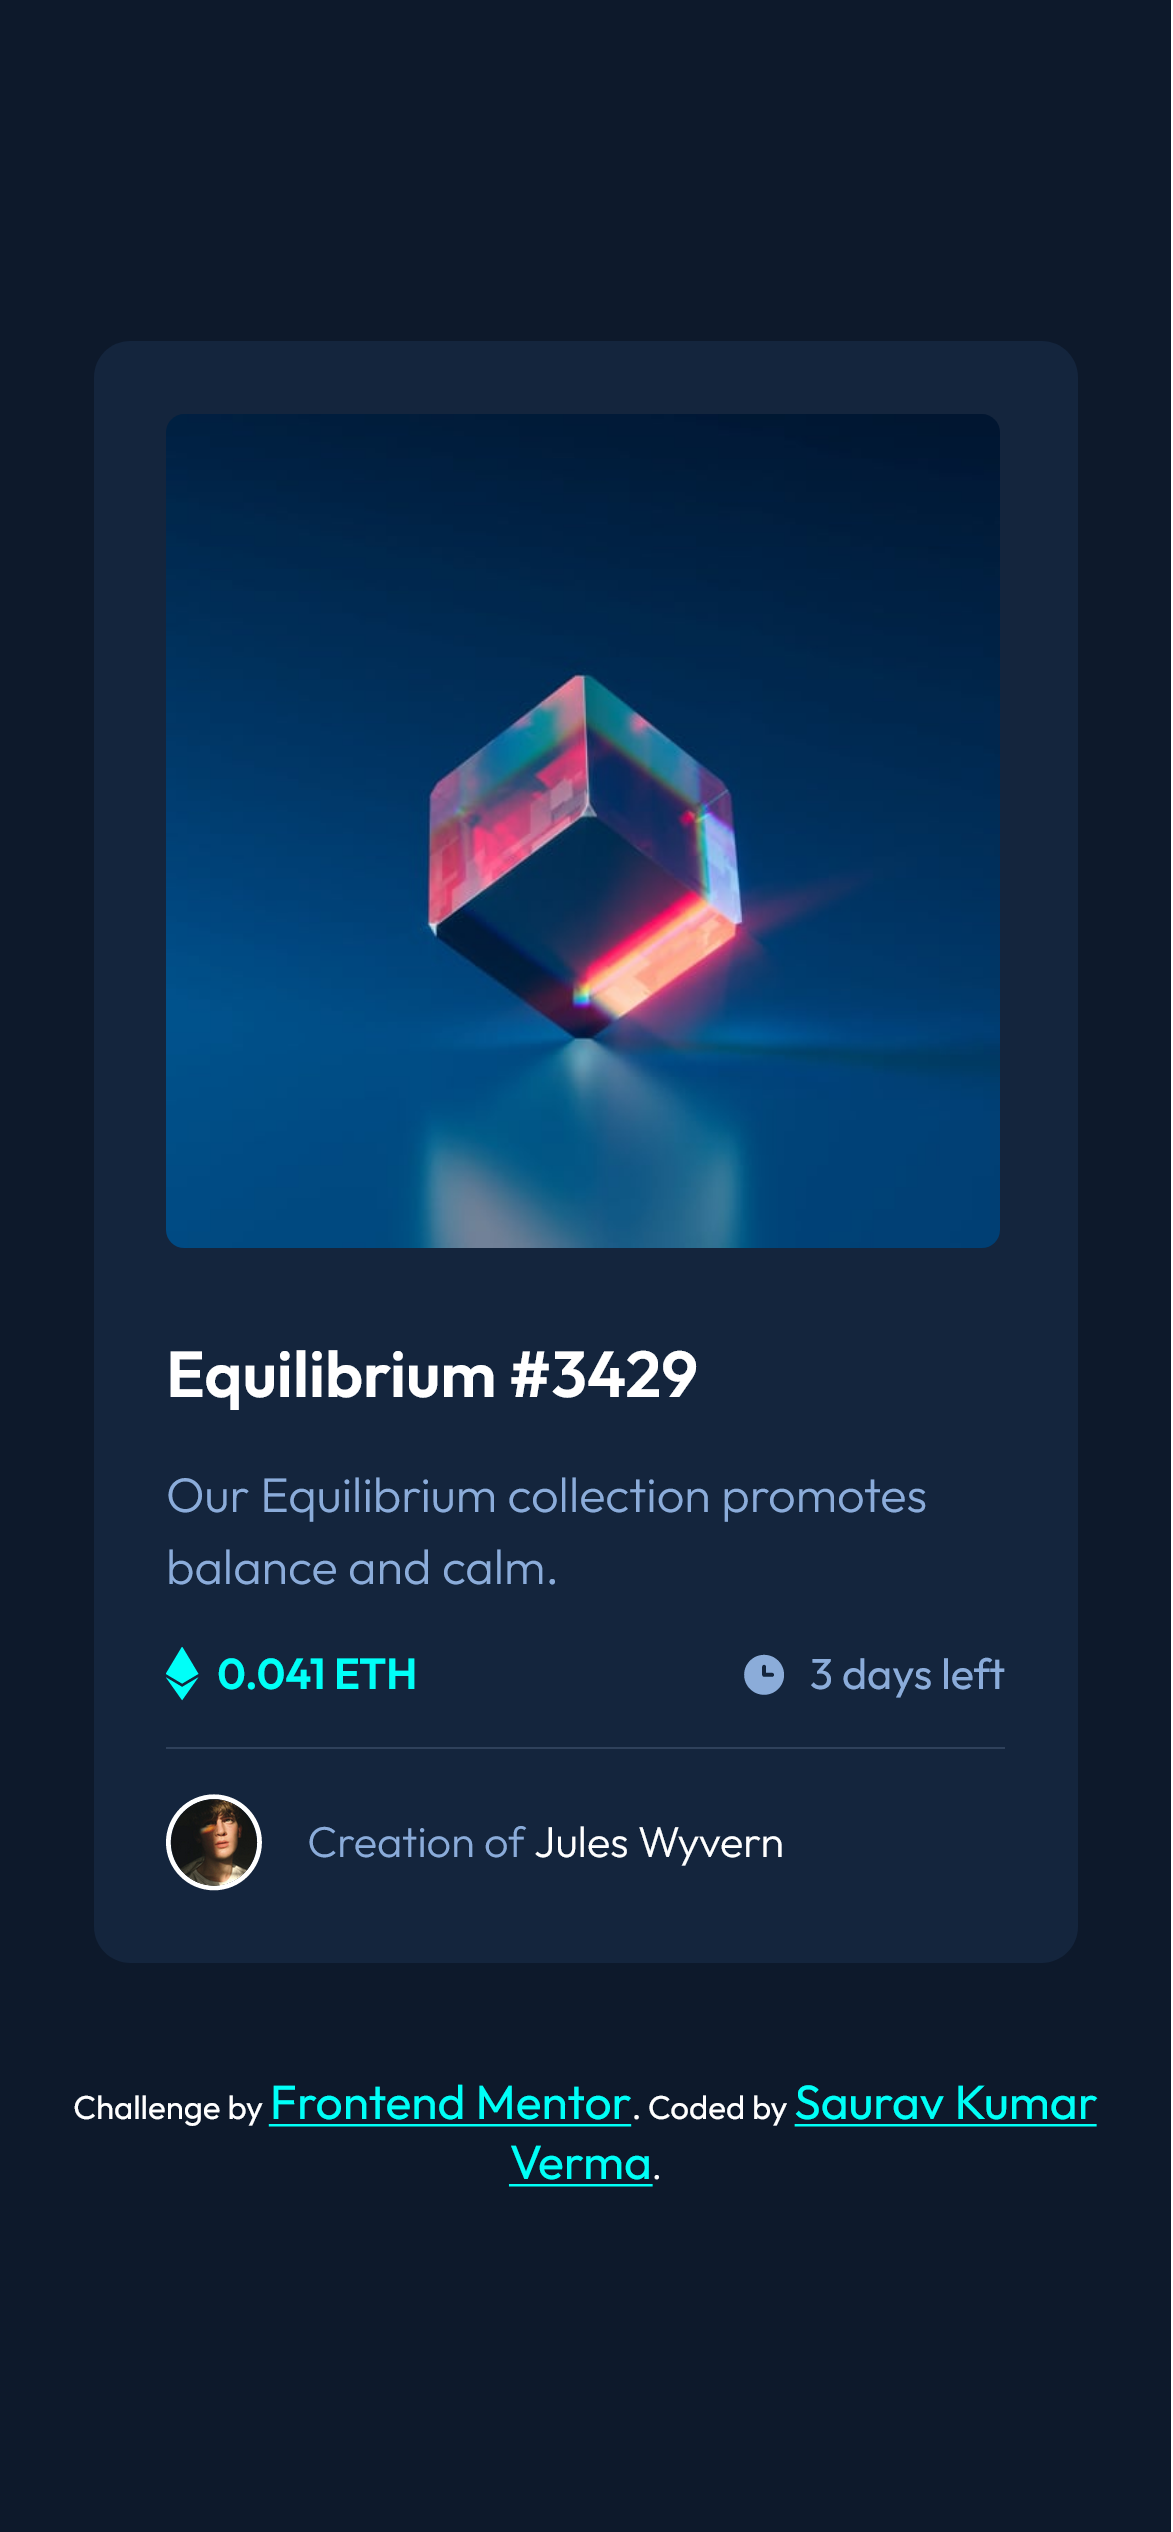 Equilibrium #3429
Our Equilibrium collection promotes
balance and calm.
0.041 ETH
3 days left
Creation of Jules Wyvern
Challenge by Frontend Mentor. Coded by Saurav Kumar
Verma.